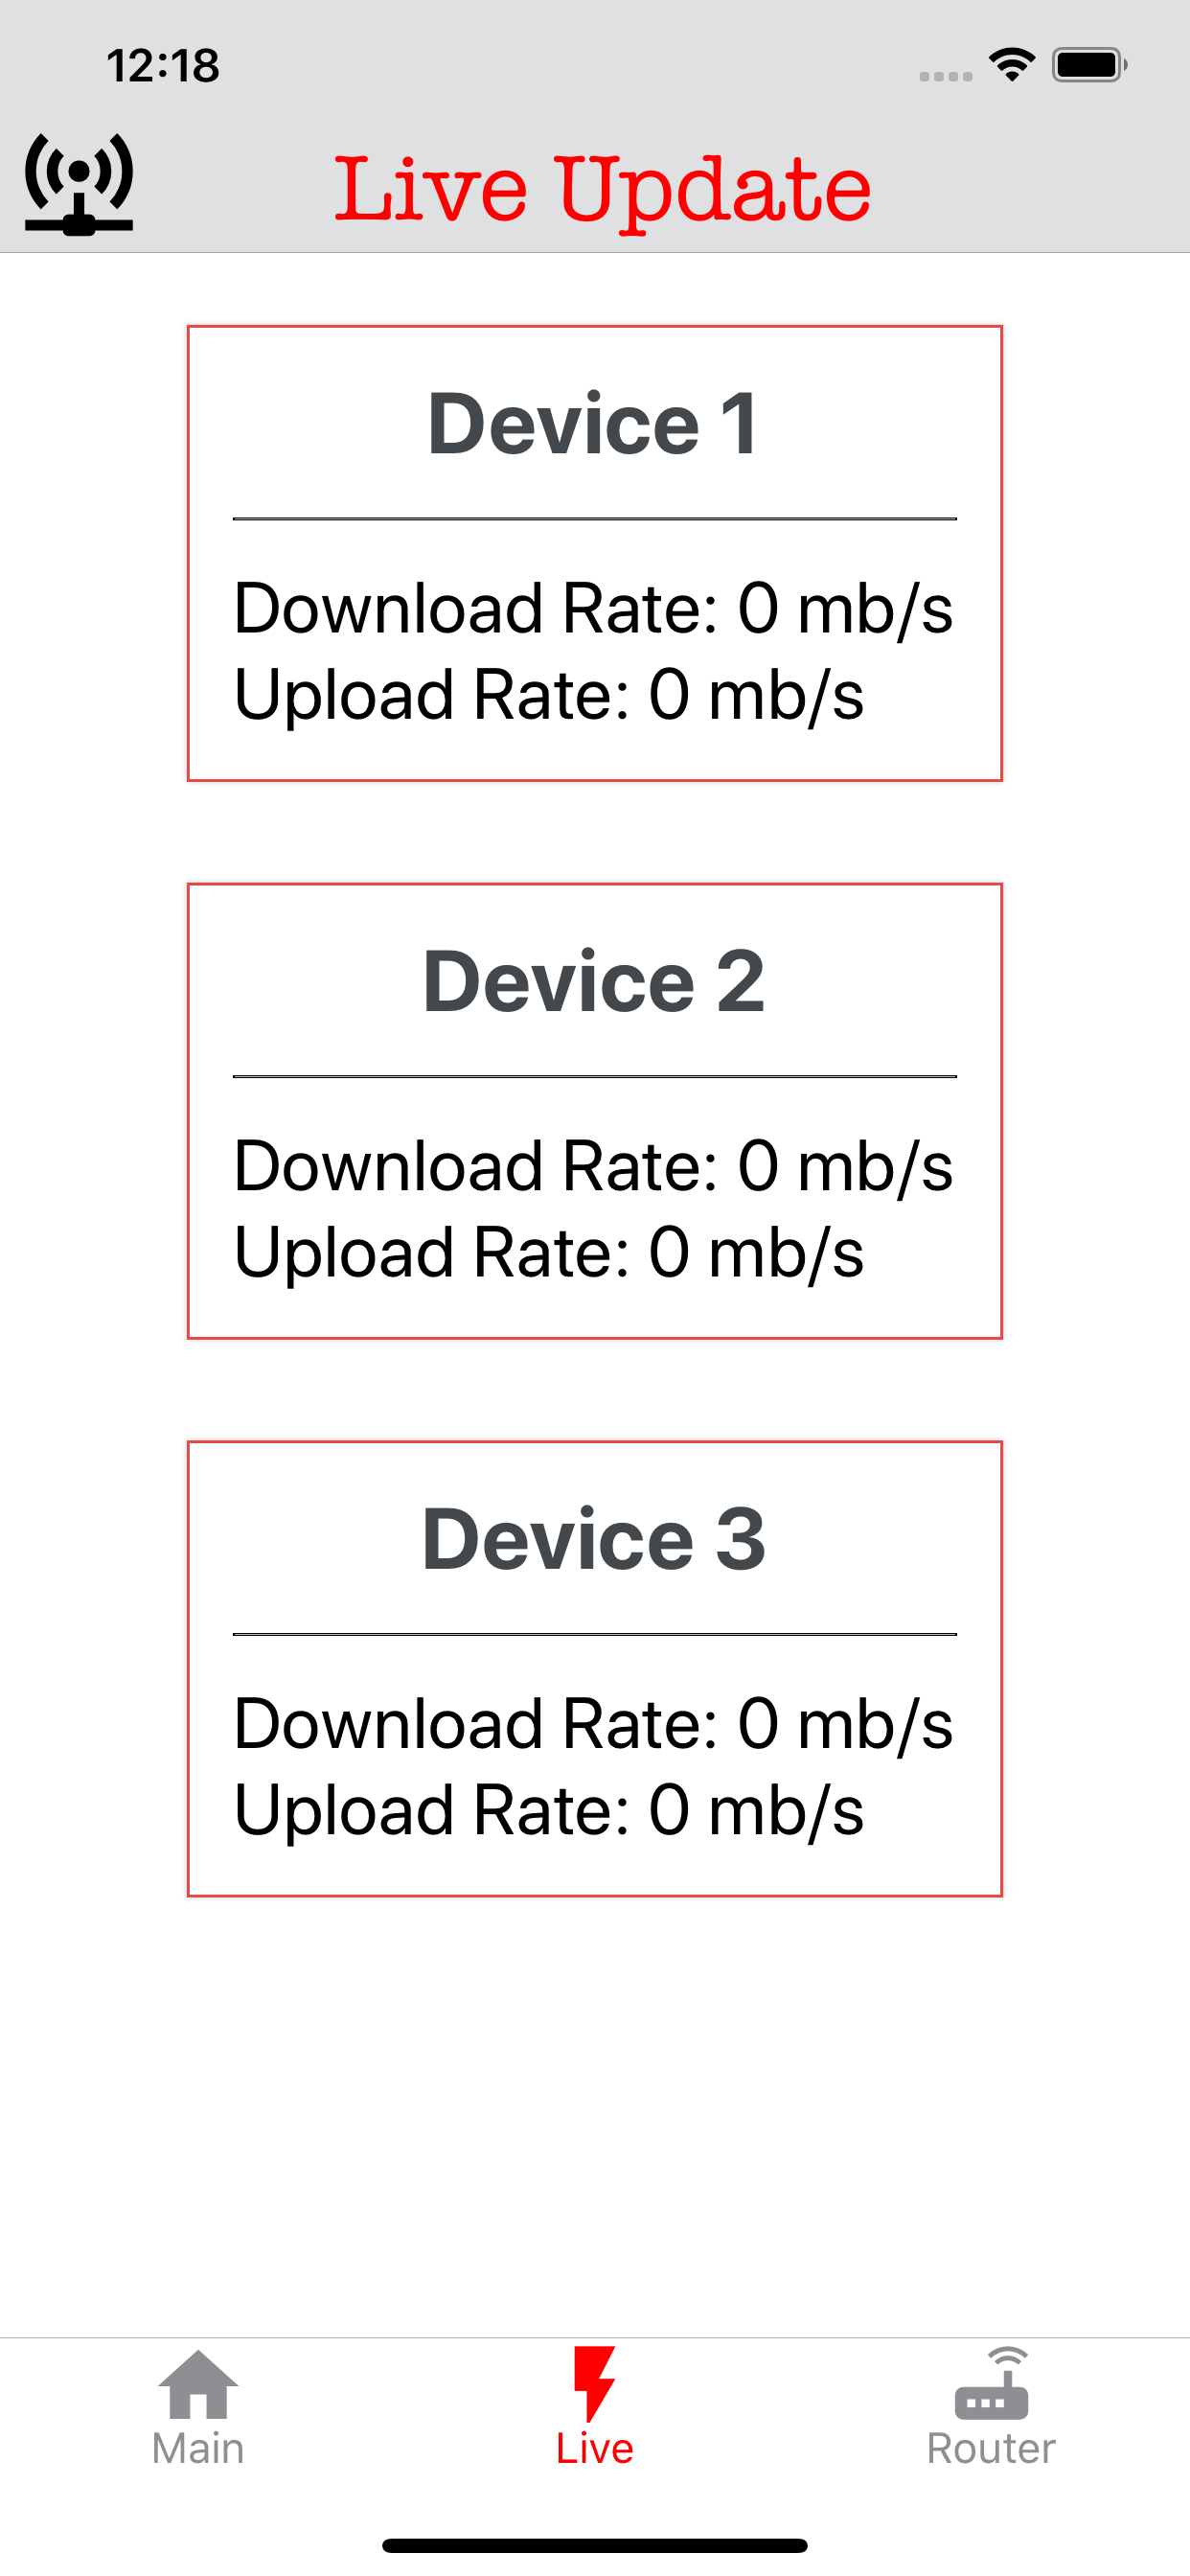 12:18
Live Update
Device 1
Download Rate: 0 mb/s
Upload Rate: 0 mb/s
Device 2
Download Rate: 0 mb/s
Upload Rate: 0 mb/s
Device 3
Download Rate: 0 mb/s
Upload Rate: 0 mb/s
Main
Live
Router